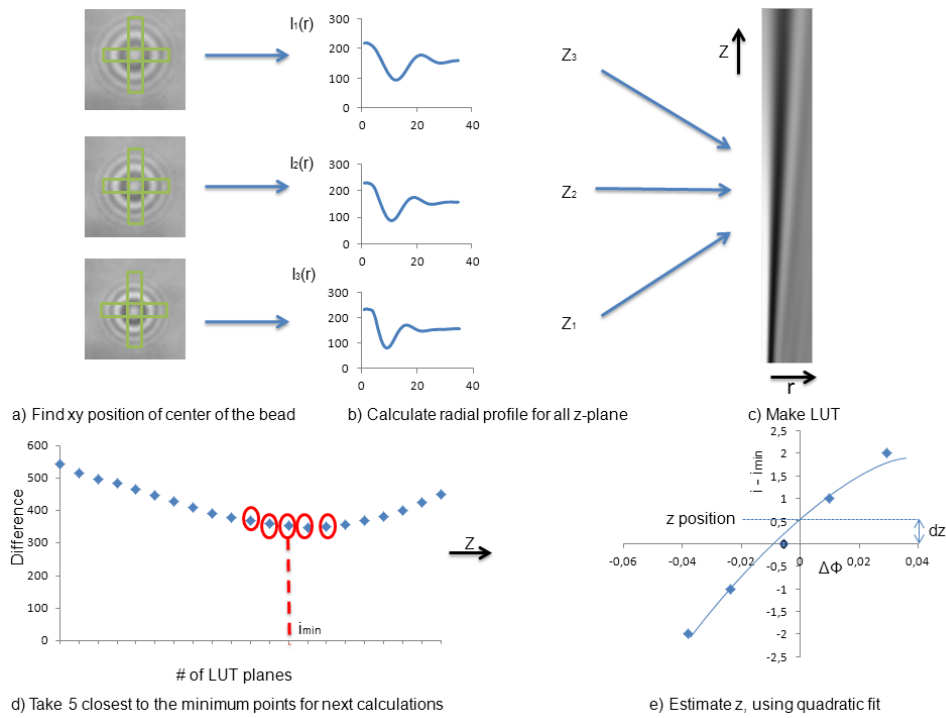 I₁(r)
300
200
100
0
0 20 40
I₂(r)
300
200
100
0
0 20 40
I₃(r)
300
200
100
0
0 20 40
Z₃
Z₂
Z₁
Z
r
a) Find xy position of center of the bead
b) Calculate radial profile for all z-plane
c) Make LUT
600
500
400
300
200
100
0
Difference
Z
imin
# of LUT planes
d) Take 5 closest to the minimum points for next calculations
2,5
2
1,5
1
0,5
0
-0,5
-1
-1,5
-2
-2,5
i - imin
z position
dz
-0,06 -0,04 -0,02 0 0,02 0,04
ΔΦ
e) Estimate z, using quadratic fit